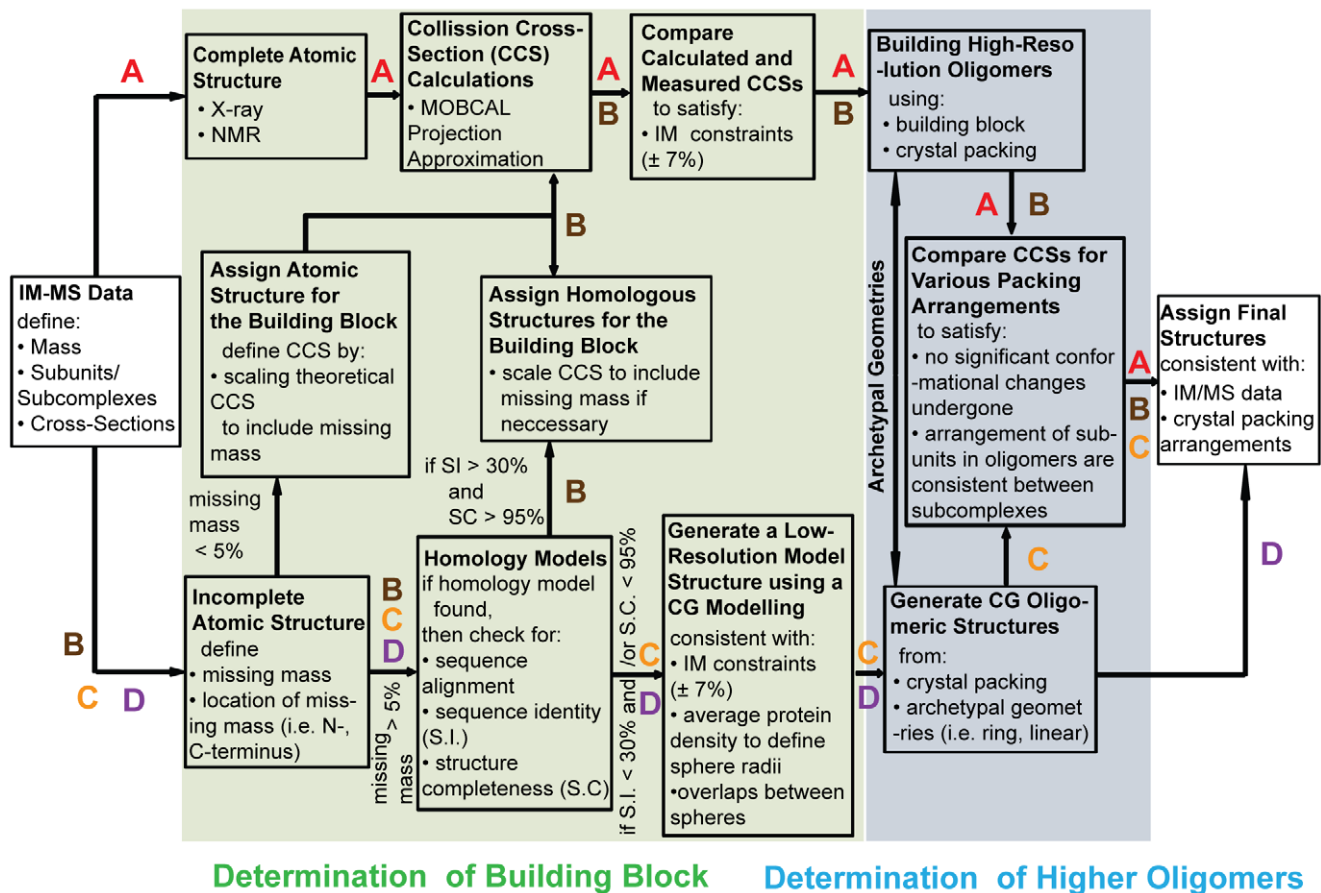 Complete Atomic
Structure
• X-ray
• NMR
Collission Cross-
Section (CCS)
Calculations
• MOBCAL
Projection
Approximation
Compare
Calculated and
Measured CCSs
to satisfy:
• IM constraints
(± 7%)
Building High-Reso
-lution Oligomers
using:
• building block
• crystal packing
A
A
A
B
A
B
A
B
IM-MS Data
define:
• Mass
• Subunits/
Subcomplexes
• Cross-Sections
Assign Atomic
Structure for
the Building Block
define CCS by:
• scaling theoretical
CCS
to include missing
mass
B
Assign Homologous
Structures for the
Building Block
• scale CCS to include
missing mass if
neccessary
Archetypal Geometries
Compare CCSs for
Various Packing
Arrangements
to satisfy:
• no significant confor
-mational changes
undergone
• arrangement of sub-
units in oligomers are
consistent between
subcomplexes
A
B
C
Assign Final
Structures
consistent with:
• IM/MS data
• crystal packing
arrangements
missing
mass
< 5%
if SI > 30%
and
SC > 95%
B
B
C
D
Incomplete
Atomic Structure
define
• missing mass
• location of miss-
ing mass (i.e. N-,
C-terminus)
B
C
D
missing > 5%
mass
Homology Models
if homology model
found,
then check for:
• sequence
alignment
• sequence identity
(S.I.)
• structure
completeness (S.C)
if S.I. < 30% and /or S.C. < 95%
C
D
Generate a Low-
Resolution Model
Structure using a
CG Modelling
consistent with:
• IM constraints
(± 7%)
• average protein
density to define
sphere radii
•overlaps between
spheres
C
D
Generate CG Oligo-
meric Structures
from:
• crystal packing
• archetypal geomet
-ries (i.e. ring, linear)
C
D
Determination of Building Block
Determination of Higher Oligomers